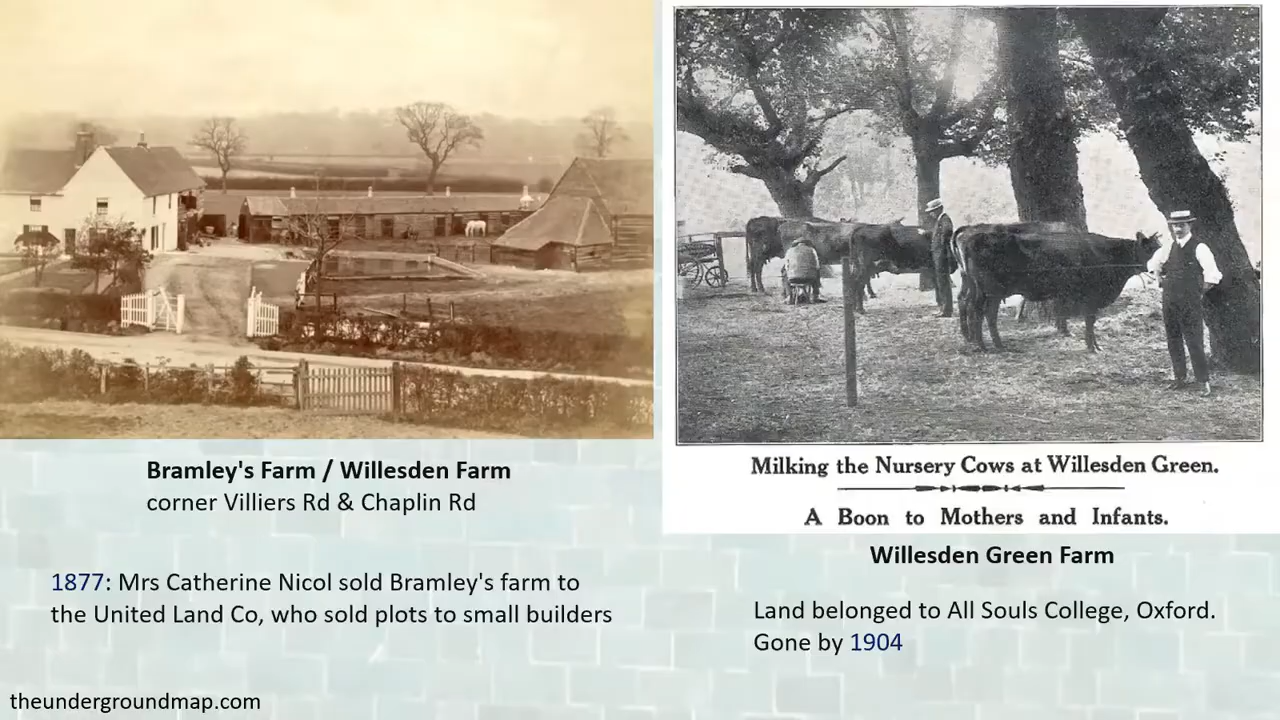 Bramley's Farm / Willesden Farm
corner Villiers Rd & Chaplin Rd
1877: Mrs Catherine Nicol sold Bramley's farm to
the United Land Co, who sold plots to small builders
Milking the Nursery Cows at Willesden Green.
A Boon to Mothers and Infants.
Willesden Green Farm
Land belonged to All Souls College, Oxford.
Gone by 1904
theundergroundmap.com